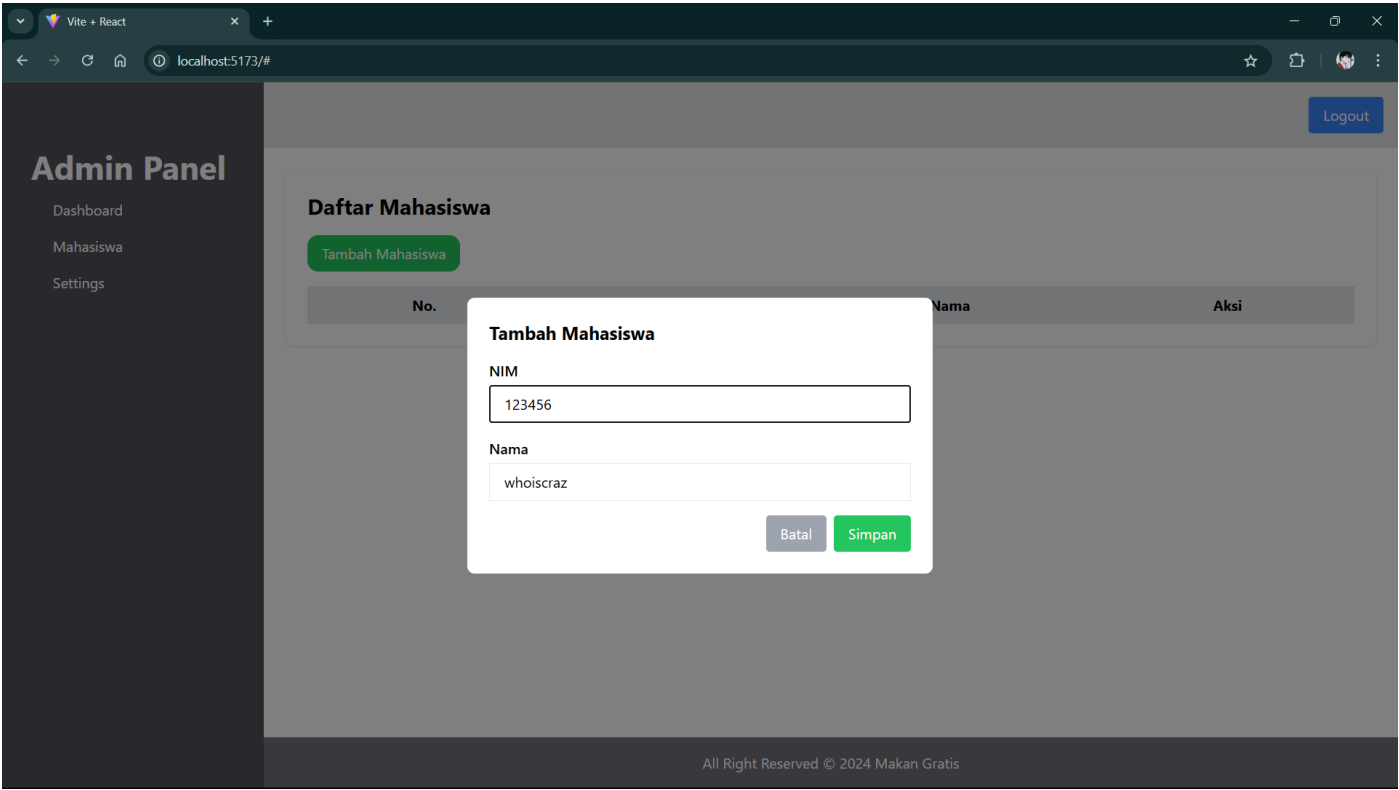 Vite + React
localhost:5173/#
Logout
Admin Panel
Dashboard
Mahasiswa
Settings
Daftar Mahasiswa
Tambah Mahasiswa
No. Nama Aksi
Tambah Mahasiswa
NIM
123456
Nama
whoiscraz
Batal Simpan
All Right Reserved © 2024 Makan Gratis